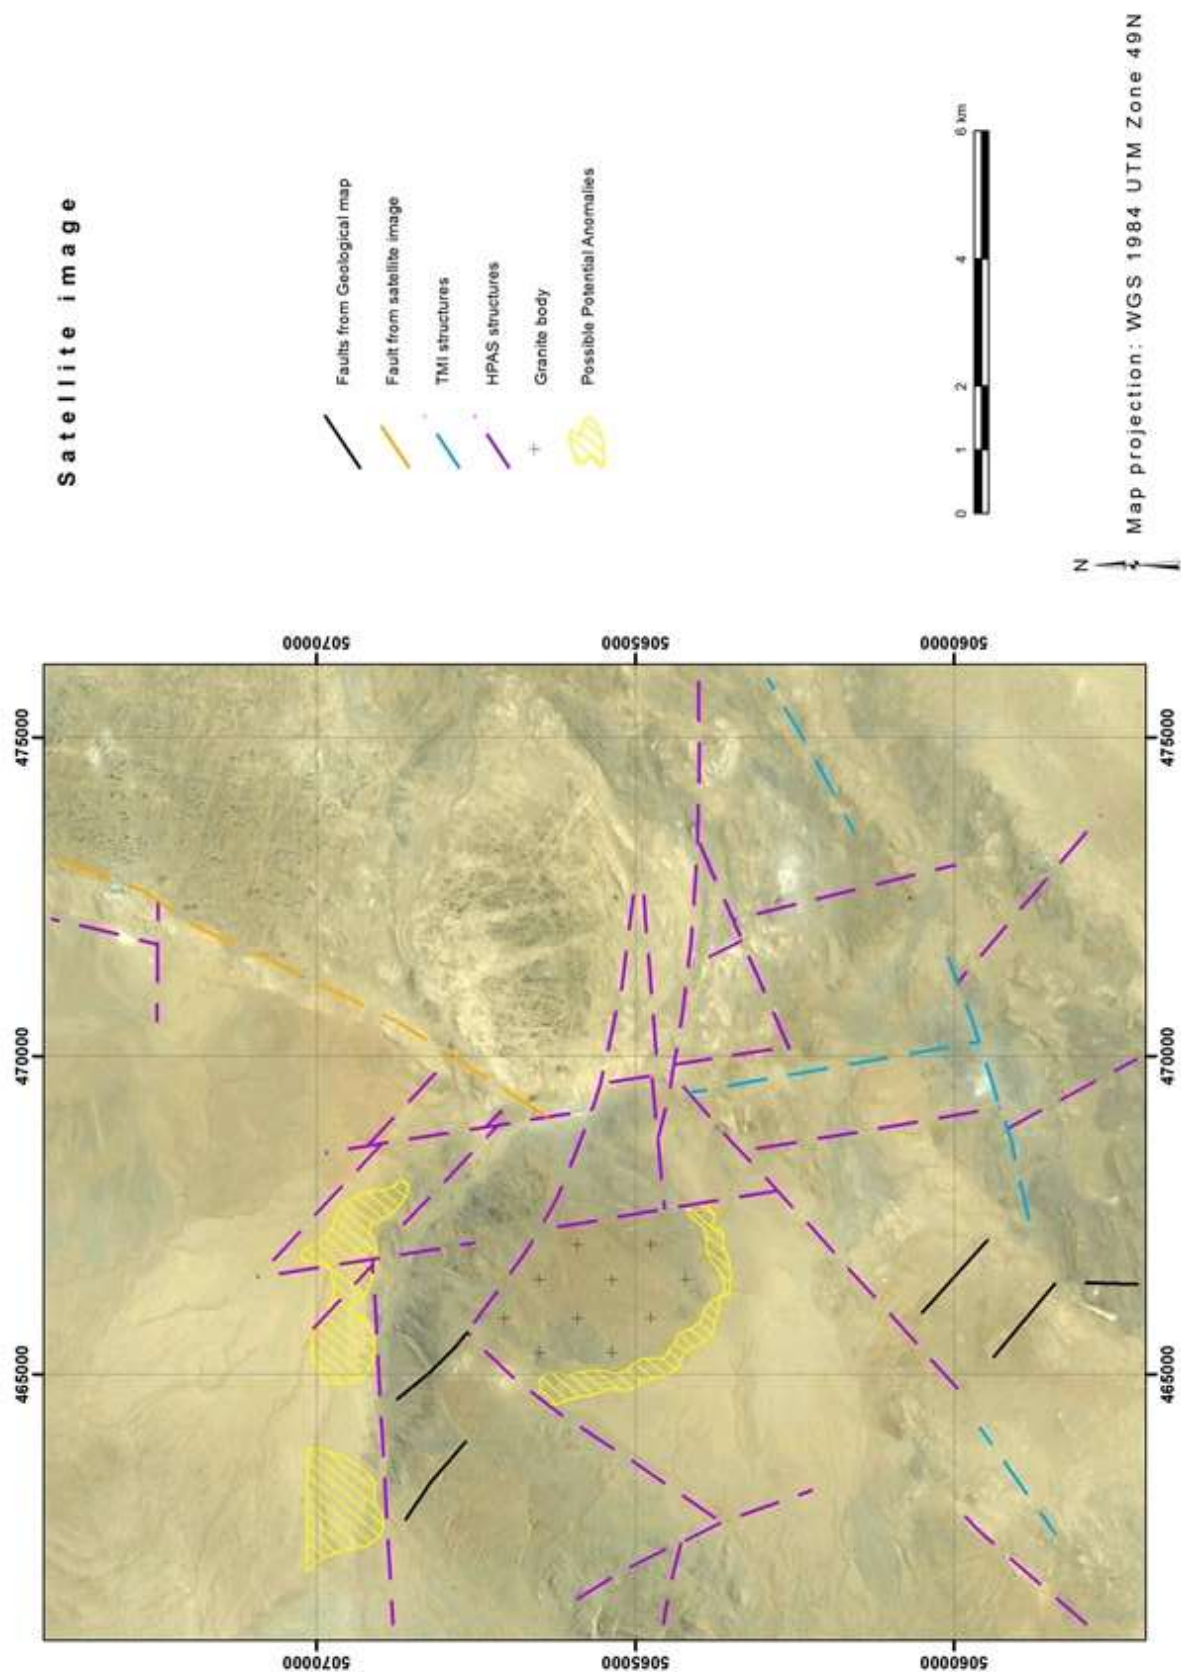 Satellite image
Faults from Geological map
Fault from satellite image
TMI structures
HPAS structures
Granite body
Possible Potential Anomalies
0 1 2 4 6 km
N
Map projection: WGS 1984 UTM Zone 49N
5070000
5065000
5060000
475000
475000
470000
470000
465000
465000
5070000
5065000
5060000